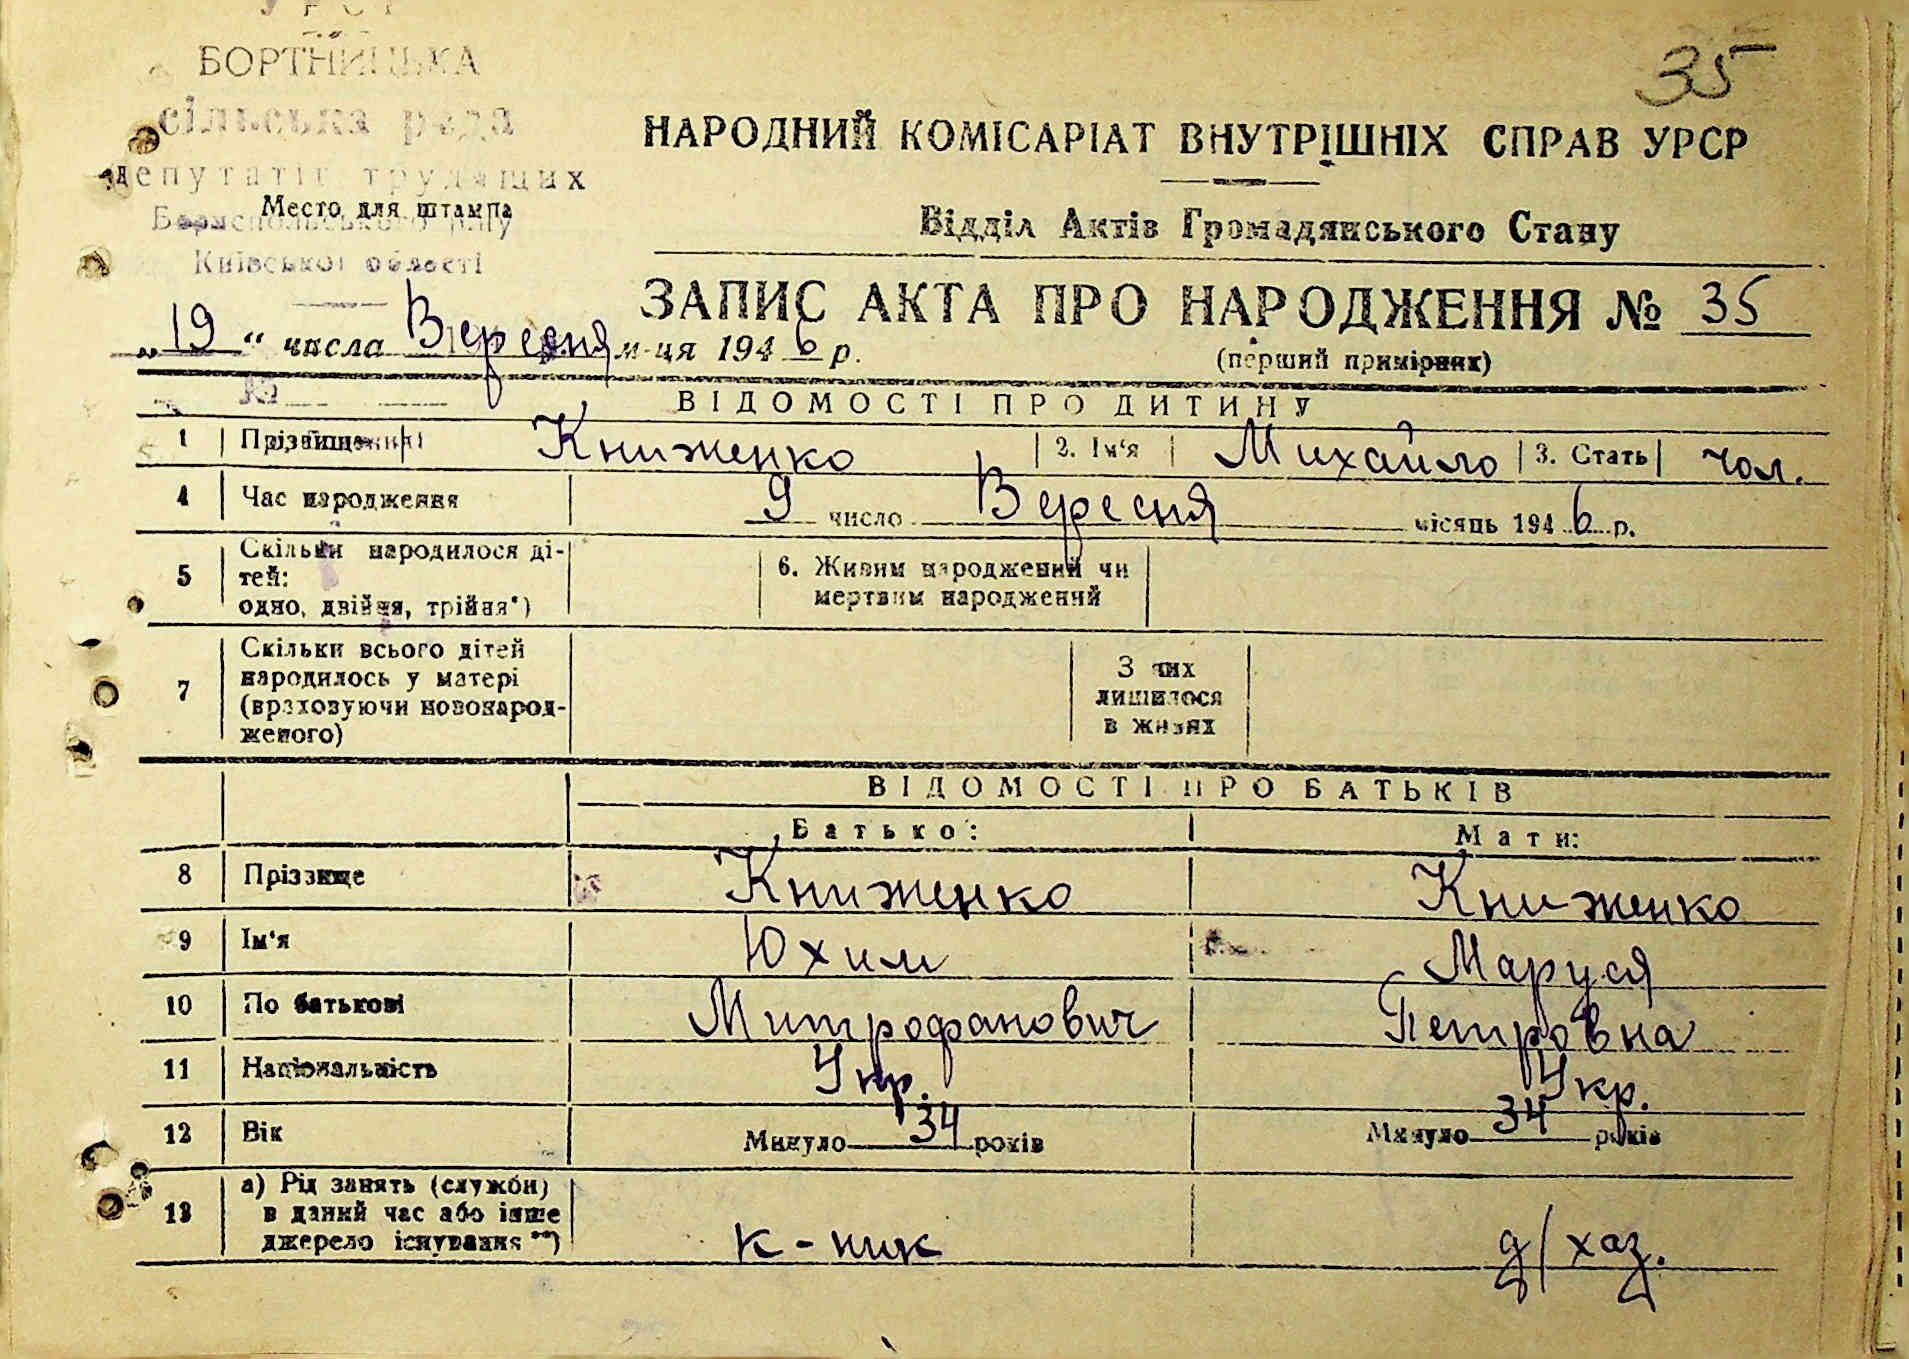 УРСР
БОРТНИЦЬКА
сільська рада
депутатів трудящих
Место для штампа
Бориспольського р-ну
Київської області
35
НАРОДНИЙ КОМІСАРІАТ ВНУТРІШНІХ СПРАВ УРСР
Відділ Актів Громадянського Стану
ЗАПИС АКТА ПРО НАРОДЖЕННЯ № 35
(перший примірник)
„19“ числа Вересня м-ця 1946 р.
№
ВІДОМОСТІ ПРО ДИТИНУ
1 Прізвище Книженко 2. Ім'я Михайло 3. Стать чол.
4 Час народження 9 число Вересня місяць 1946 р.
5 Скільки народилося дітей: одно, двійня, трійня*) 6. Живим народжений чи мертвим народжений
7 Скільки всього дітей народилось у матері (враховуючи новонародженого) З них лишилося в живих
ВІДОМОСТІ ПРО БАТЬКІВ
Батько: Мати:
8 Прізвище Книженко Книженко
9 Ім'я Юхим Маруся
10 По батькові Митрофанович Петровна
11 Національність Укр. Укр.
12 Вік Минуло 34 років Минуло 34 років
13 а) Рід занять (служби) в даний час або інше джерело існування**) к-ник д/хаз.